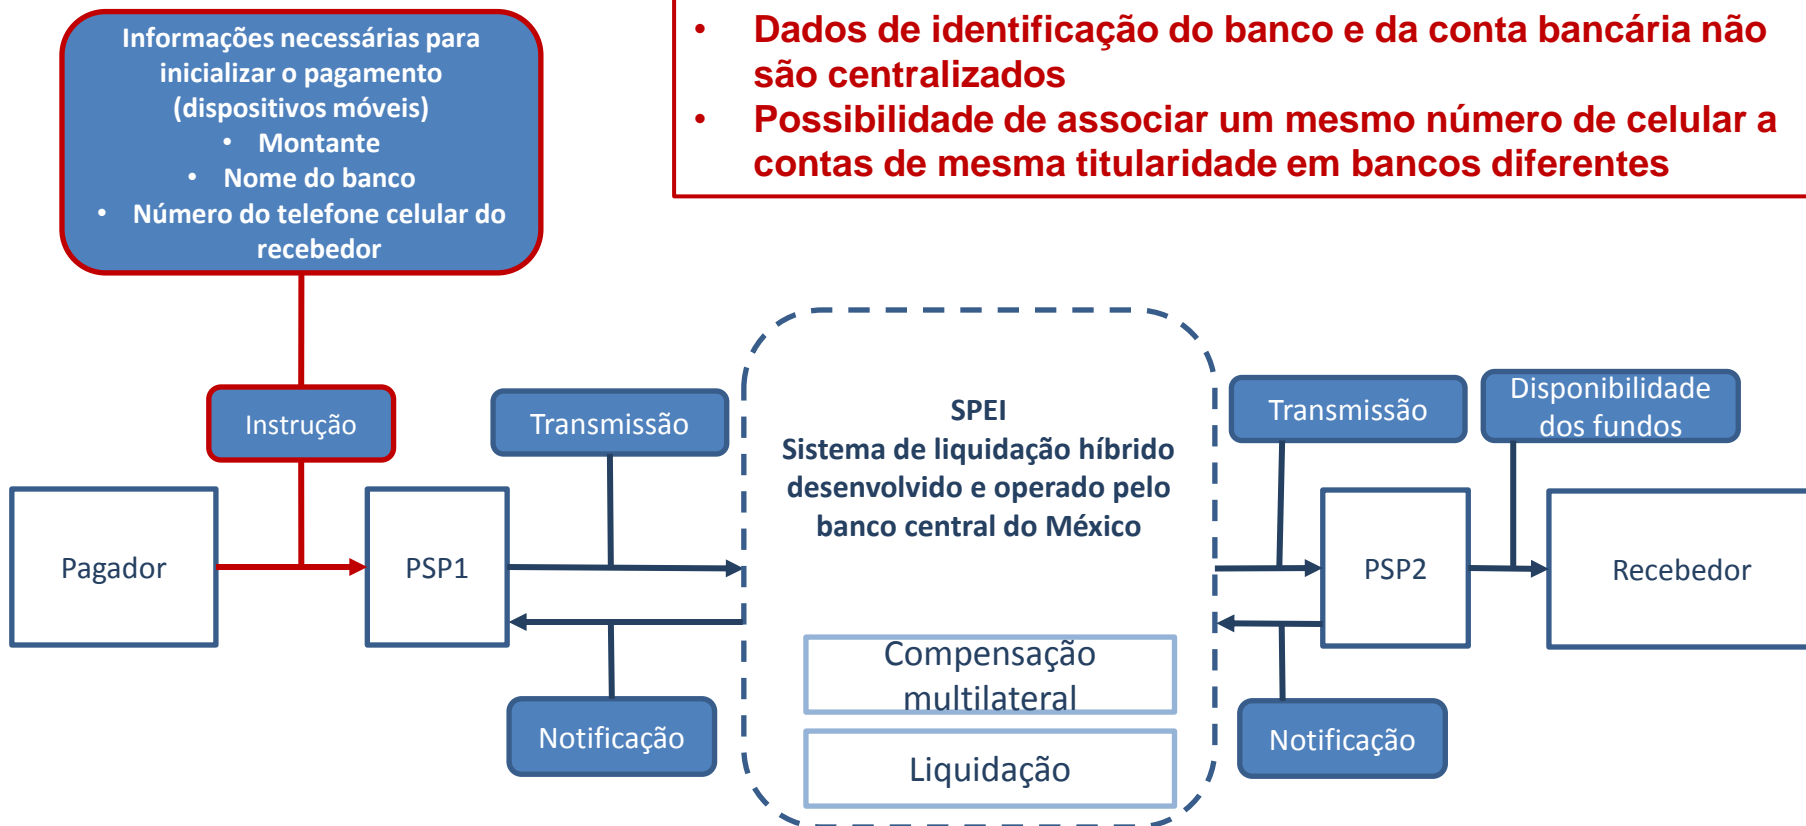 Informações necessárias para
inicializar o pagamento
(dispositivos móveis)
• Montante
• Nome do banco
• Número do telefone celular do
recebedor
• Dados de identificação do banco e da conta bancária não
são centralizados
• Possibilidade de associar um mesmo número de celular a
contas de mesma titularidade em bancos diferentes
Instrução
Transmissão
SPEI
Sistema de liquidação híbrido
desenvolvido e operado pelo
banco central do México
Transmissão
Disponibilidade
dos fundos
Pagador
PSP1
PSP2
Recebedor
Compensação
multilateral
Liquidação
Notificação
Notificação